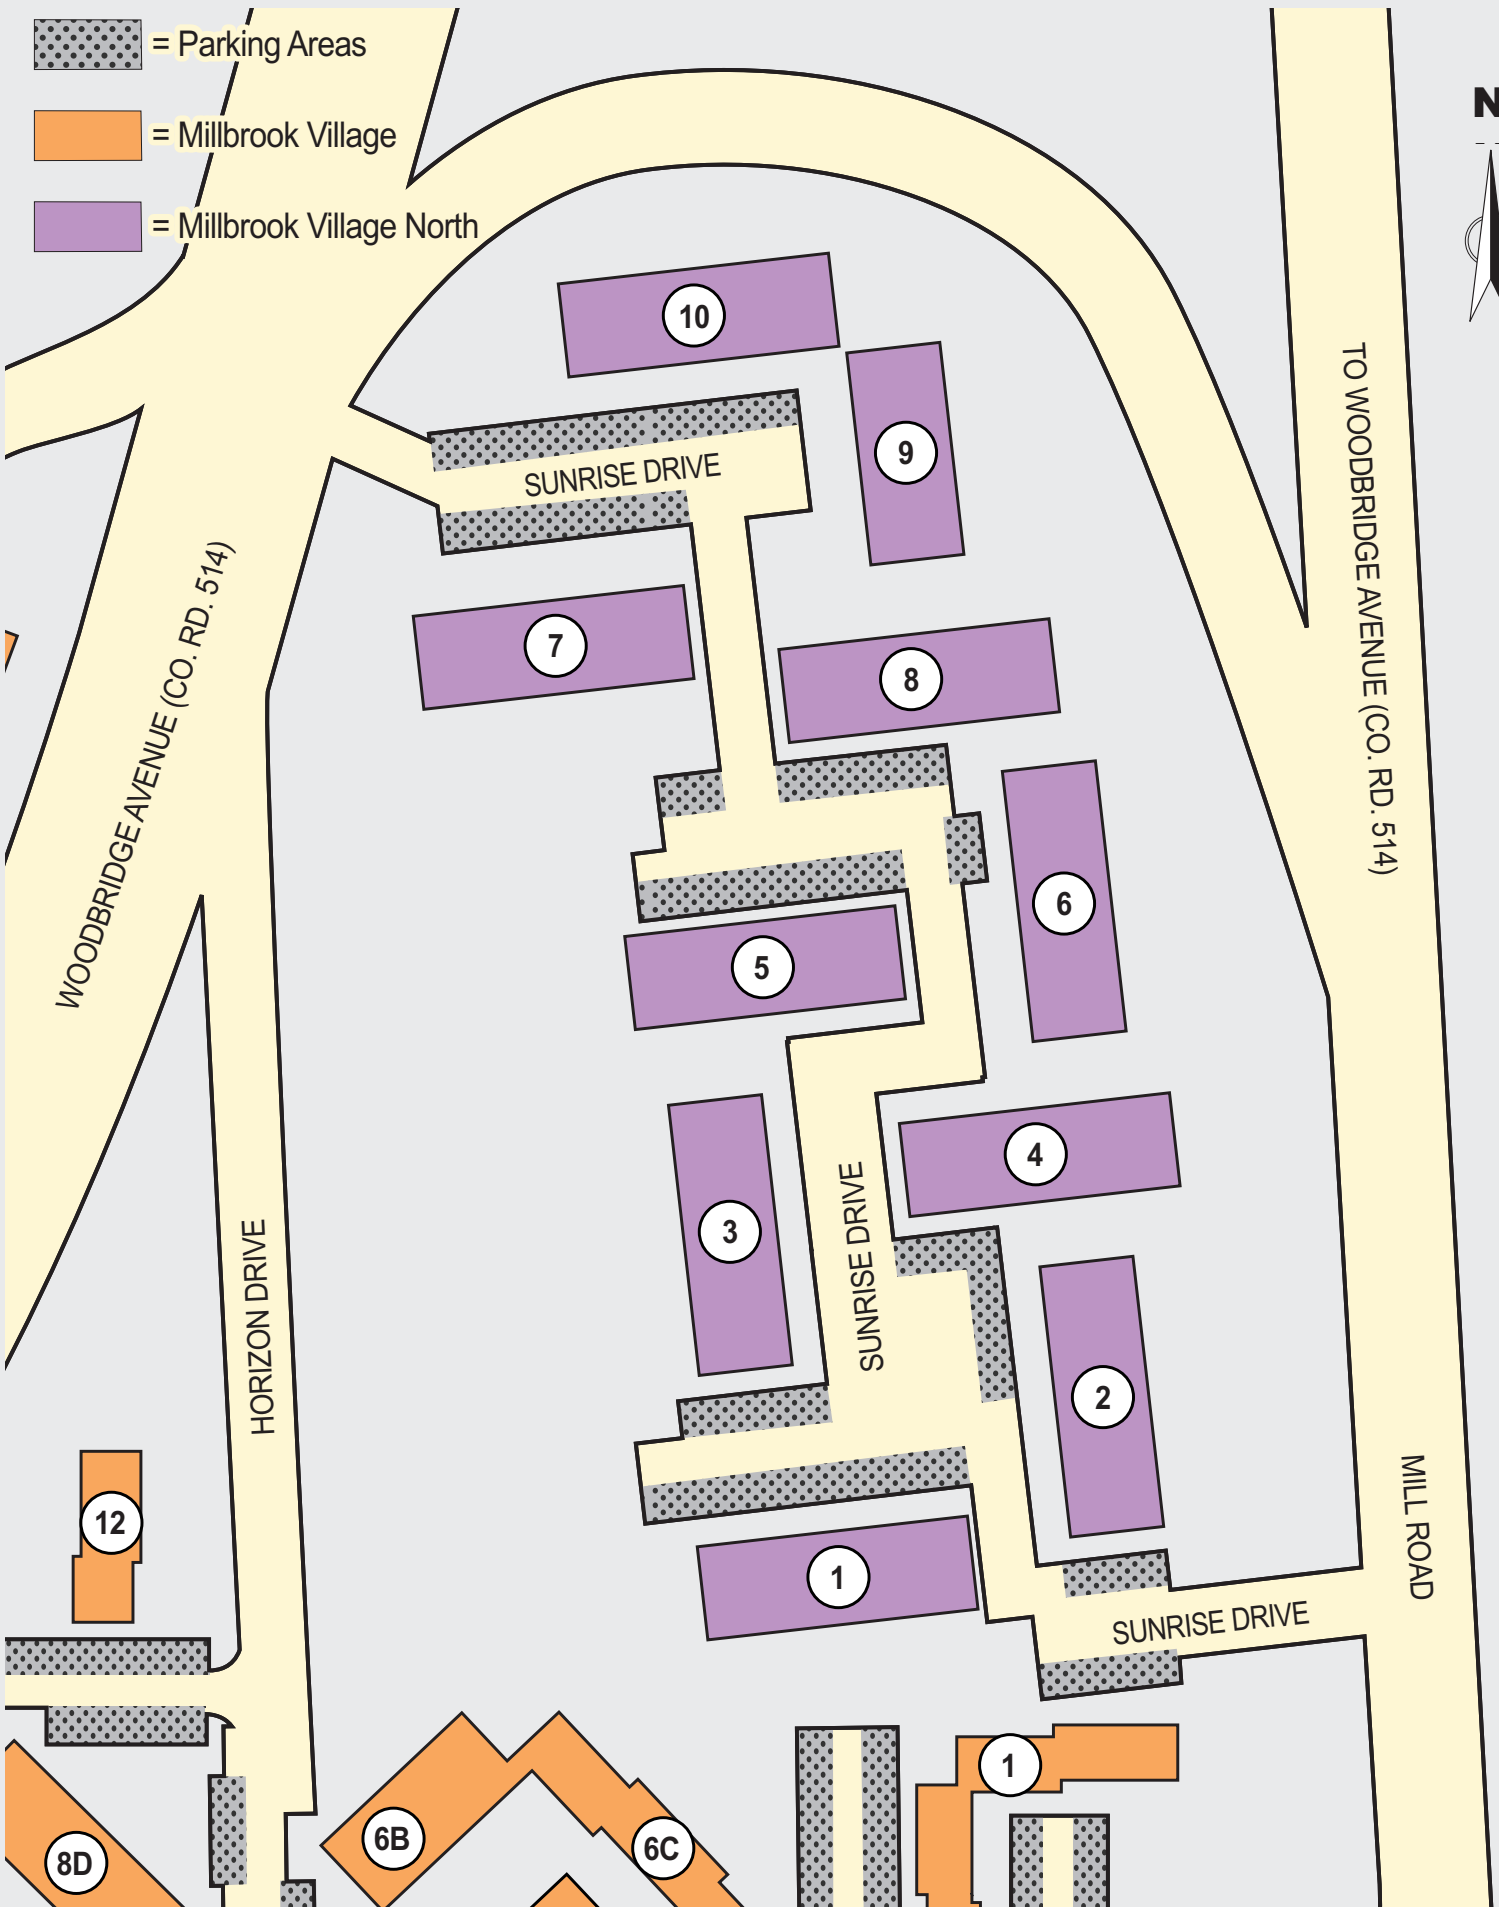 = Parking Areas
= Millbrook Village
= Millbrook Village North
N
10
9
SUNRISE DRIVE
TO WOODBRIDGE AVENUE (CO. RD. 514)
WOODBRIDGE AVENUE (CO. RD. 514)
7
8
6
5
4
3
SUNRISE DRIVE
HORIZON DRIVE
2
MILL ROAD
12
1
SUNRISE DRIVE
1
6B
6C
8D